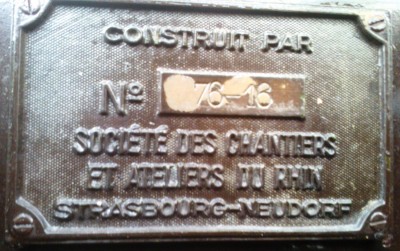 CONSTRUIT PAR
No 76-16
SOCIÉTÉ DES CHANTIERS
ET ATELIERS DU RHIN
STRASBOURG-NEUDORF